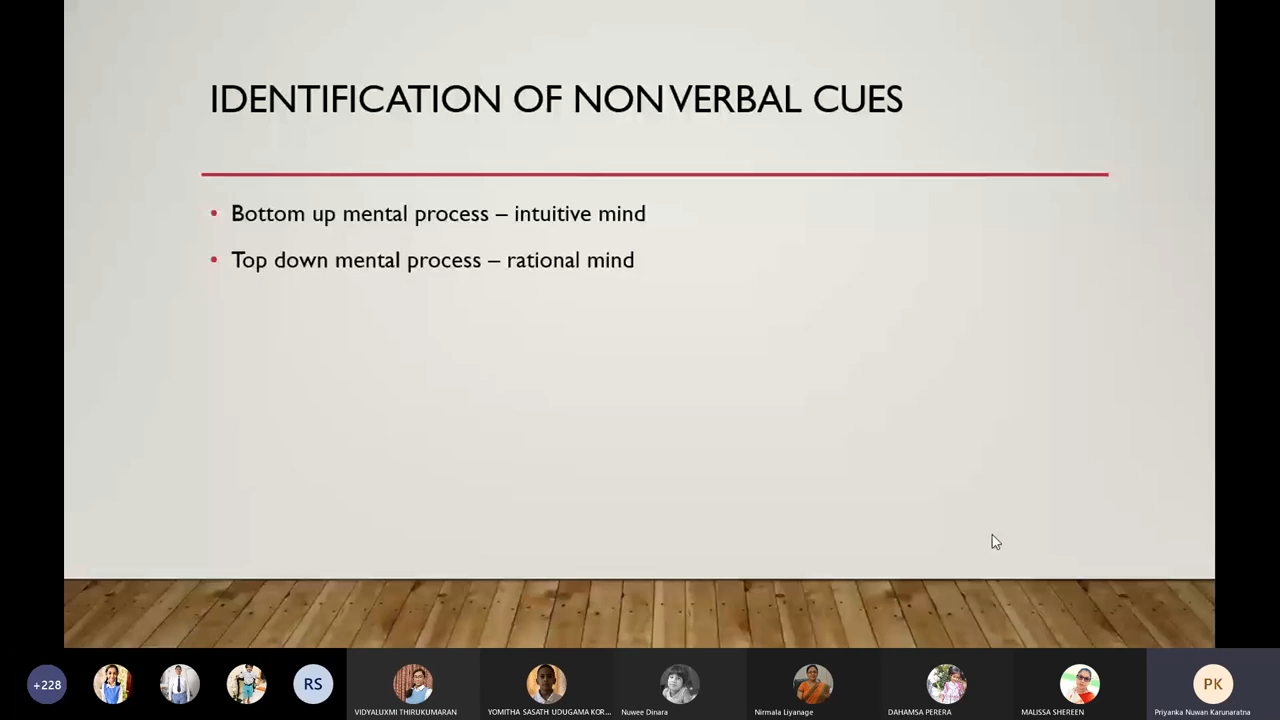 IDENTIFICATION OF NON VERBAL CUES
• Bottom up mental process – intuitive mind
• Top down mental process – rational mind
+228
RS
VIDYALUXMI THIRUKUMARAN
YOMITHA SASATH UDUGAMA KOR...
Nuwee Dinara
Nirmala Liyanage
DAHAMSA PERERA
MALISSA SHEREEN
PK
Priyanka Nuwan Karunaratna